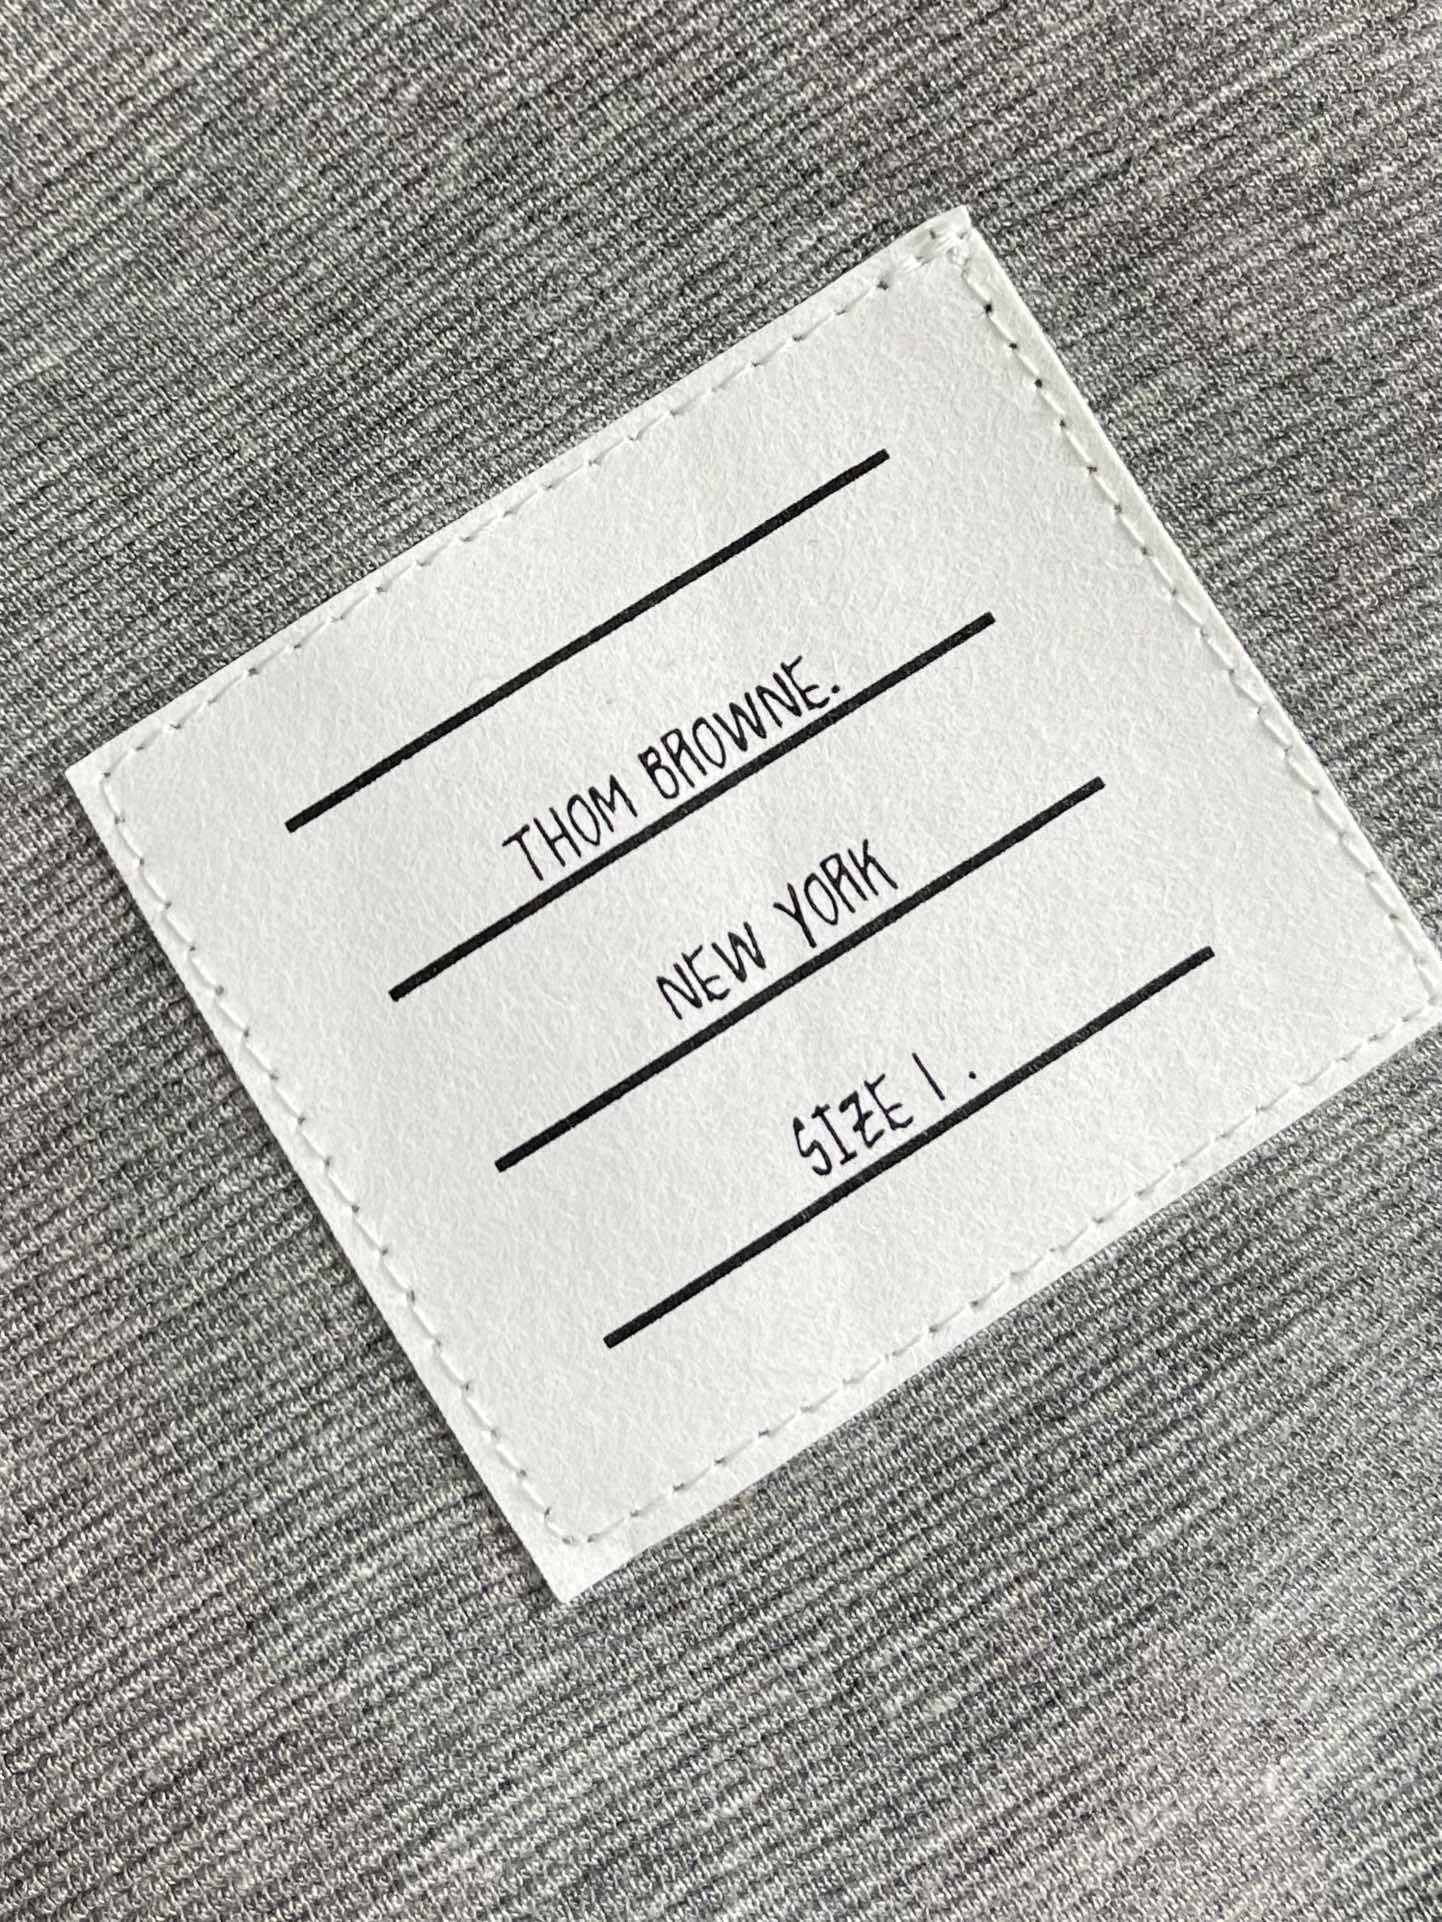 THOM BROWNE.
NEW YORK
SIZE 1 .